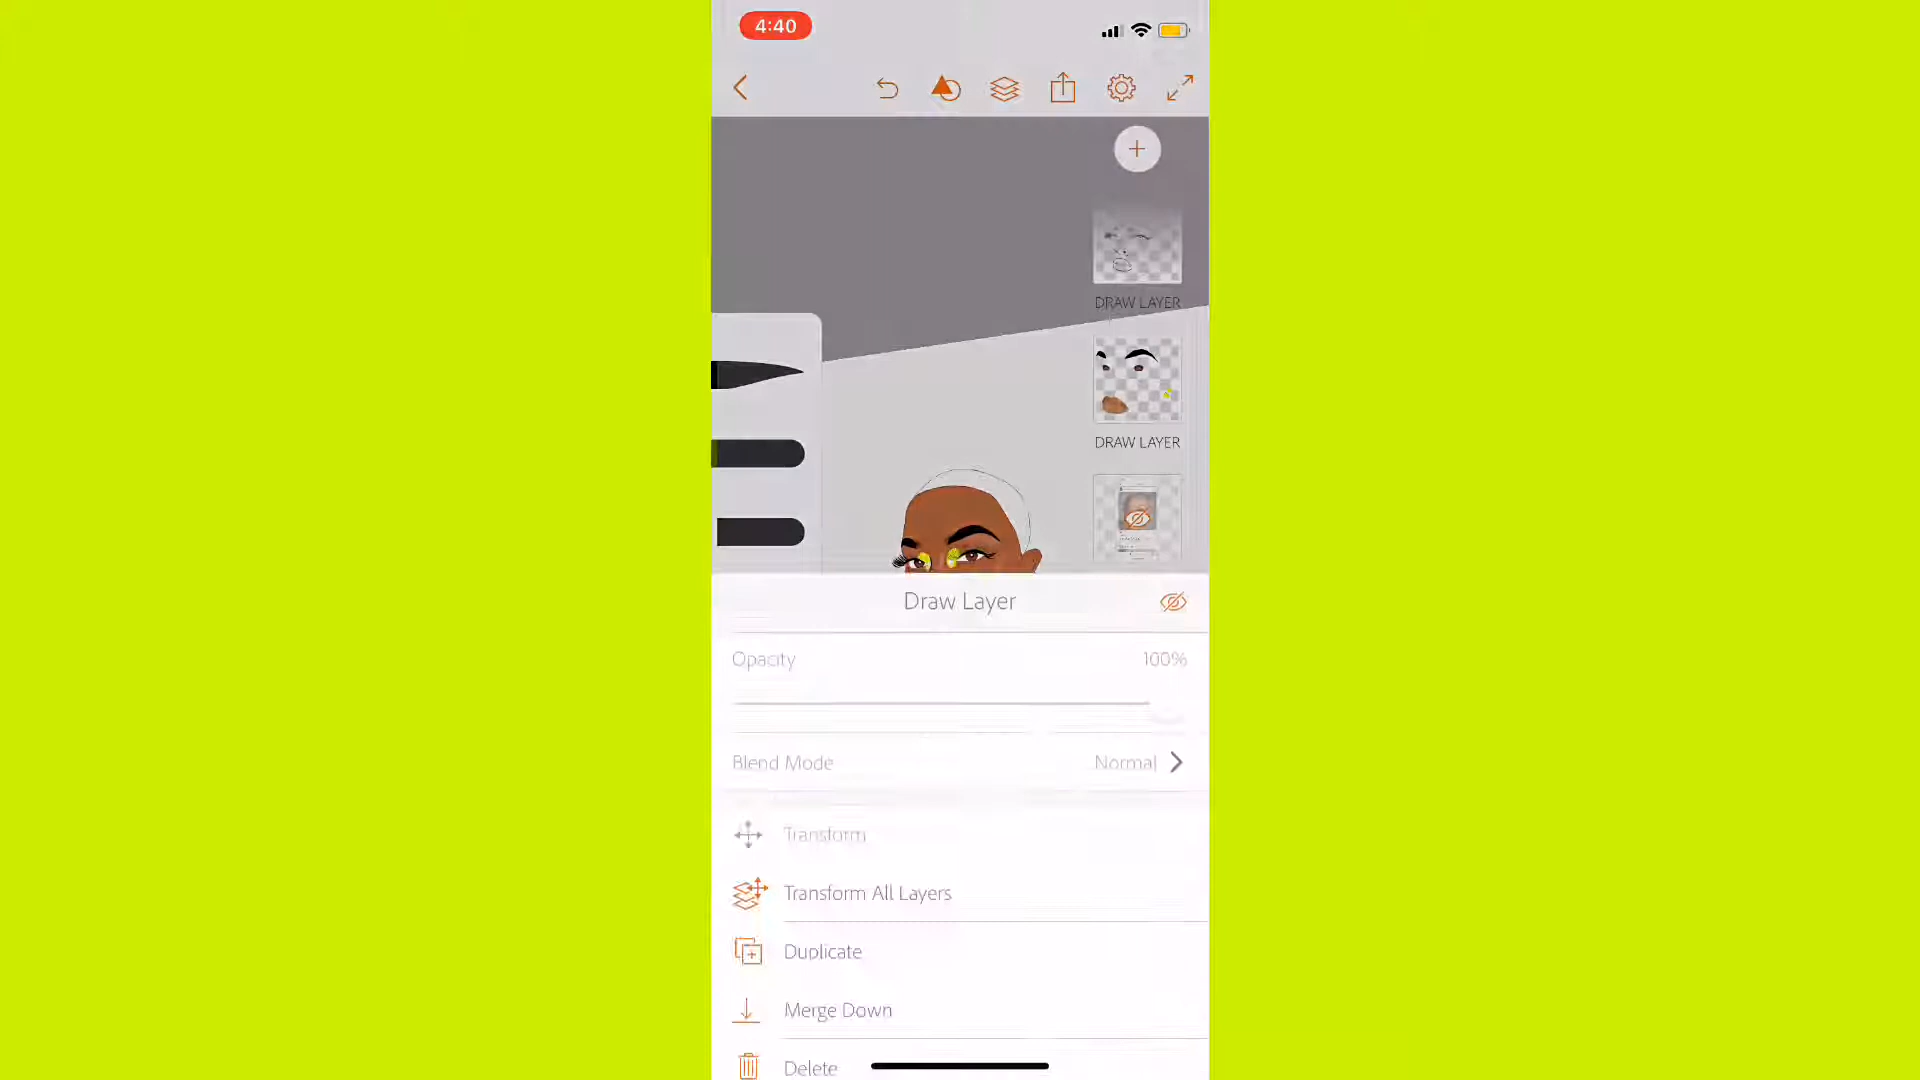 4:40
DRAW LAYER
DRAW LAYER
Draw Layer
Opacity 100%
Blend Mode Normal
Transform
Transform All Layers
Duplicate
Merge Down
Delete